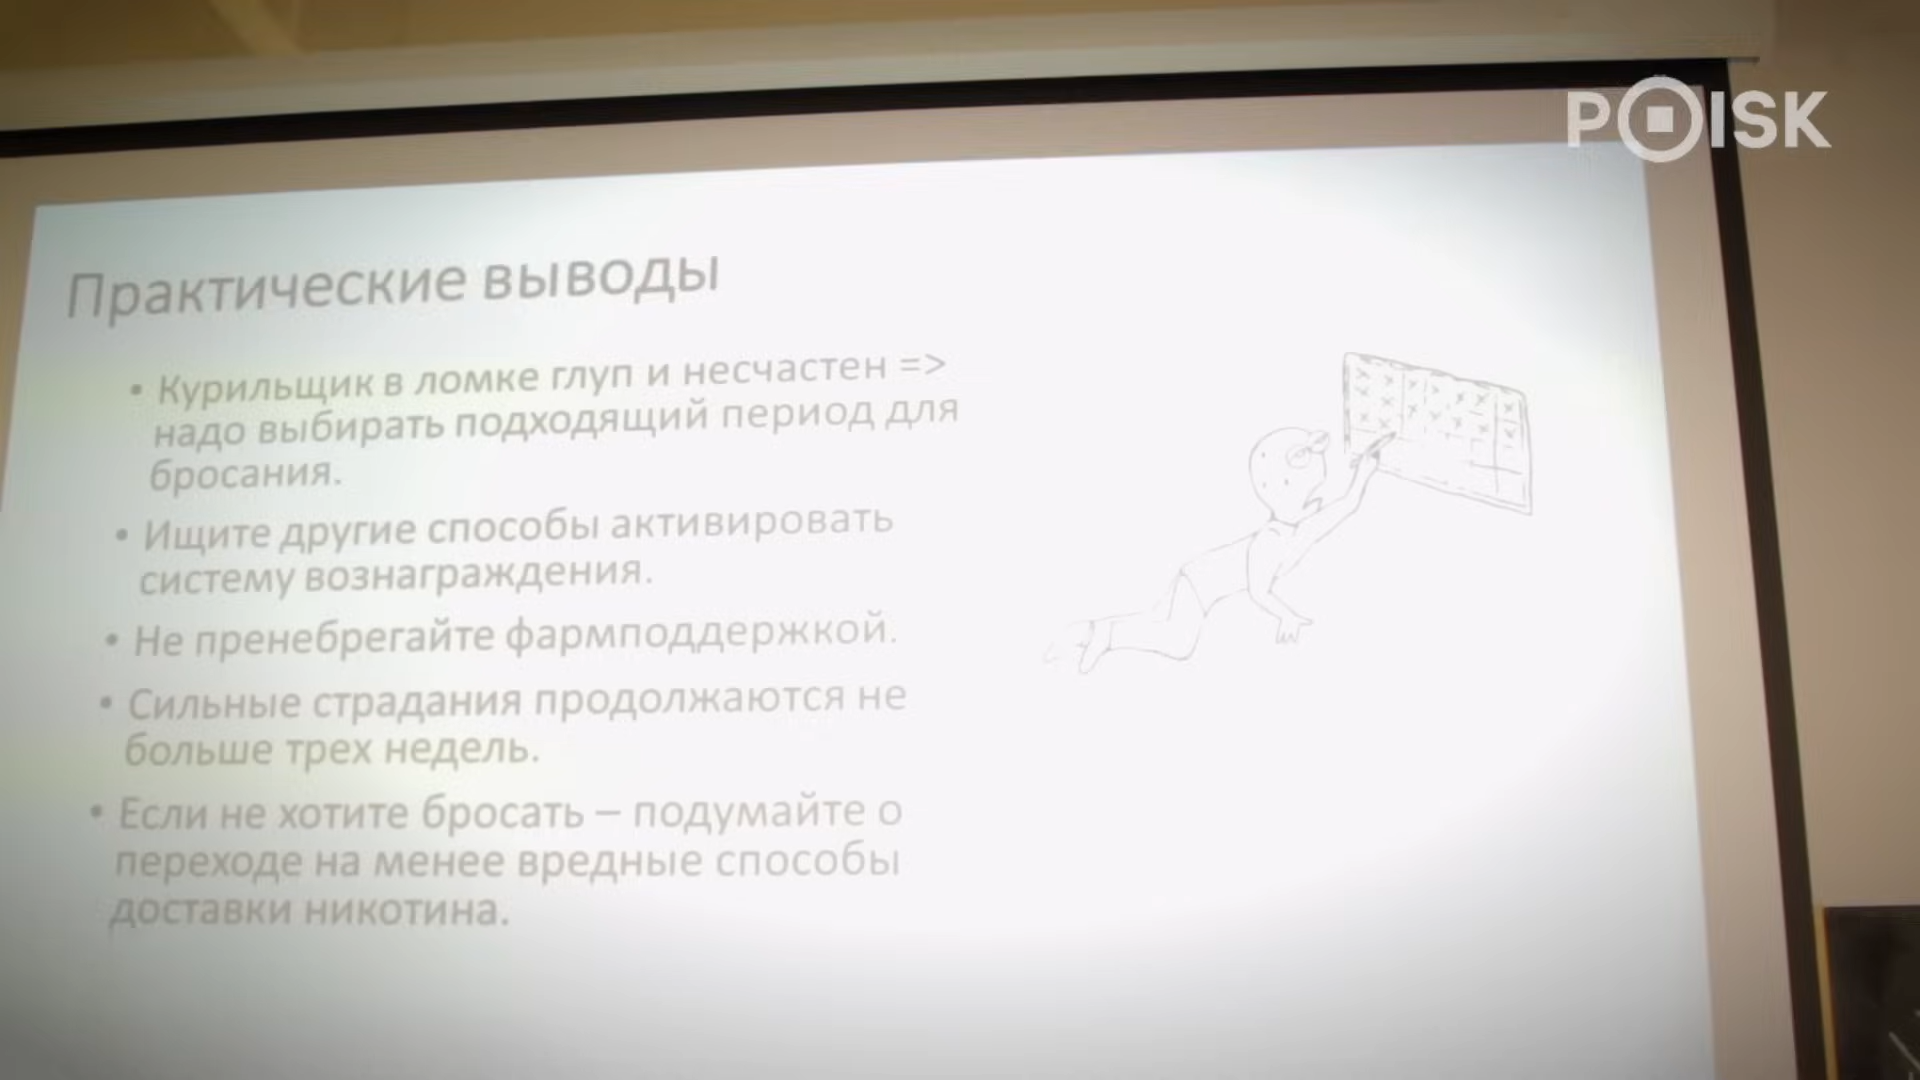 POISK
Практические выводы
• Курильщик в ломке глуп и несчастен =>
надо выбирать подходящий период для
бросания.
• Ищите другие способы активировать
систему вознаграждения.
• Не пренебрегайте фармподдержкой.
• Сильные страдания продолжаются не
больше трех недель.
• Если не хотите бросать – подумайте о
переходе на менее вредные способы
доставки никотина.